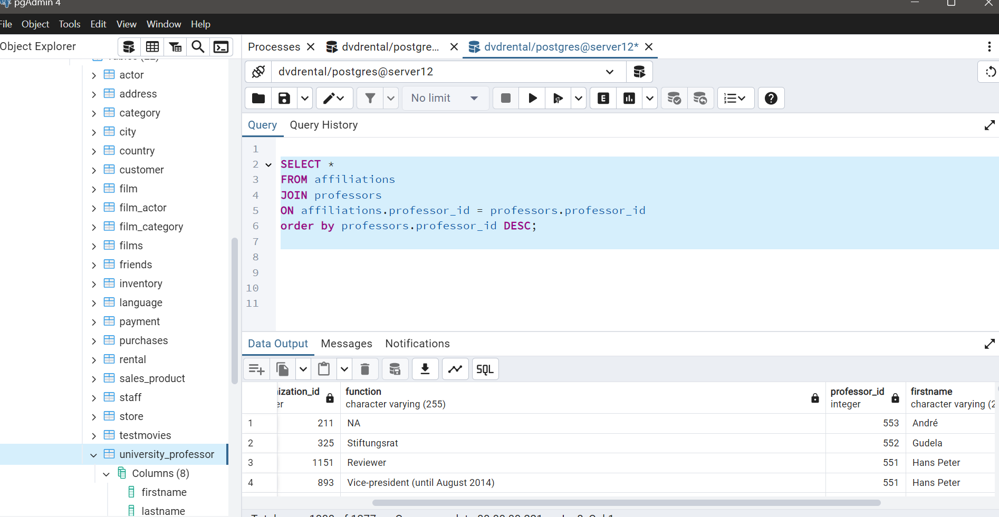 pgAdmin 4
File Object Tools Edit View Window Help
Object Explorer
Processes
dvdrental/postgre...
dvdrental/postgres@server12*
actor
address
category
city
country
customer
film
film_actor
film_category
films
friends
inventory
language
payment
purchases
rental
sales_product
staff
store
testmovies
university_professor
Columns (8)
firstname
lastname
dvdrental/postgres@server12
No limit
E
Query Query History
1
2 SELECT *
3 FROM affiliations
4 JOIN professors
5 ON affiliations.professor_id = professors.professor_id
6 order by professors.professor_id DESC;
7
8
9
10
11
Data Output Messages Notifications
SQL
ization_id function professor_id firstname
er character varying (255) integer character varying (2
1 211 NA 553 André
2 325 Stiftungsrat 552 Gudela
3 1151 Reviewer 551 Hans Peter
4 893 Vice-president (until August 2014) 551 Hans Peter